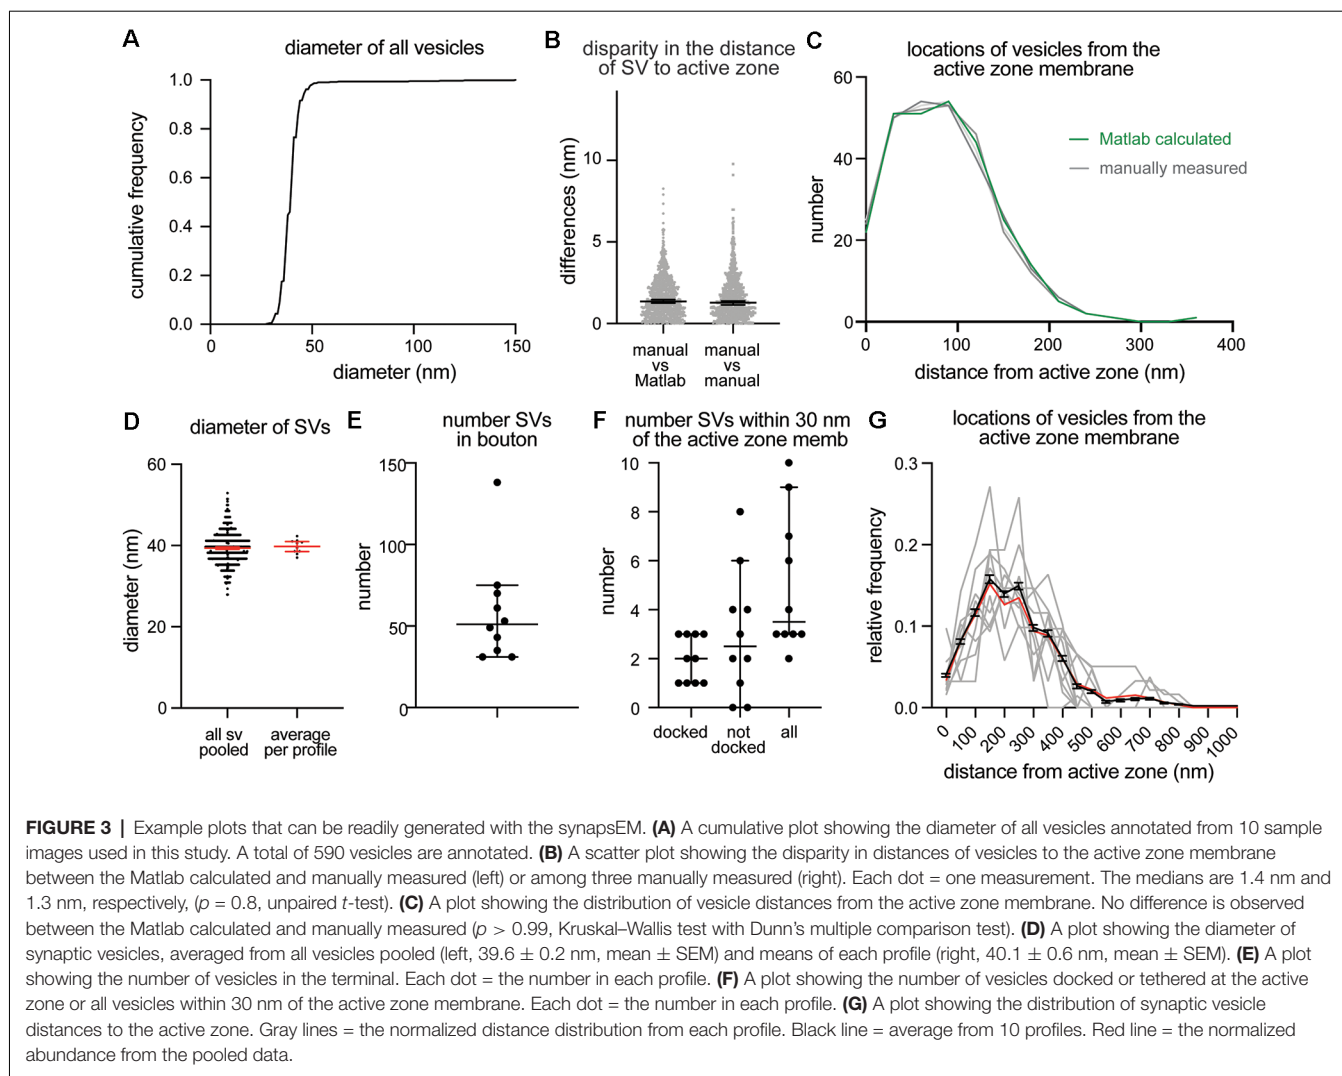 A
diameter of all vesicles
cumulative frequency
1.0
0.8
0.6
0.4
0.2
0.0
0
50
100
150
diameter (nm)
B
disparity in the distance
of SV to active zone
differences (nm)
10
5
0
manual
vs
Matlab
manual
vs
manual
C
locations of vesicles from the
active zone membrane
number
60
40
20
0
Matlab calculated
manually measured
0
100
200
300
400
distance from active zone (nm)
D
diameter of SVs
diameter (nm)
60
40
20
0
all sv
pooled
average
per profile
E
number SVs
in bouton
number
150
100
50
0
F
number SVs within 30 nm
of the active zone memb
number
10
8
6
4
2
0
docked
not
docked
all
G
locations of vesicles from the
active zone membrane
relative frequency
0.3
0.2
0.1
0.0
0
100
200
300
400
500
600
700
800
900
1000
distance from active zone (nm)
FIGURE 3 | Example plots that can be readily generated with the synapsEM. (A) A cumulative plot showing the diameter of all vesicles annotated from 10 sample
images used in this study. A total of 590 vesicles are annotated. (B) A scatter plot showing the disparity in distances of vesicles to the active zone membrane
between the Matlab calculated and manually measured (left) or among three manually measured (right). Each dot = one measurement. The medians are 1.4 nm and
1.3 nm, respectively, (p = 0.8, unpaired t-test). (C) A plot showing the distribution of vesicle distances from the active zone membrane. No difference is observed
between the Matlab calculated and manually measured (p > 0.99, Kruskal–Wallis test with Dunn's multiple comparison test). (D) A plot showing the diameter of
synaptic vesicles, averaged from all vesicles pooled (left, 39.6 ± 0.2 nm, mean ± SEM) and means of each profile (right, 40.1 ± 0.6 nm, mean ± SEM). (E) A plot
showing the number of vesicles in the terminal. Each dot = the number in each profile. (F) A plot showing the number of vesicles docked or tethered at the active
zone or all vesicles within 30 nm of the active zone membrane. Each dot = the number in each profile. (G) A plot showing the distribution of synaptic vesicle
distances to the active zone. Gray lines = the normalized distance distribution from each profile. Black line = average from 10 profiles. Red line = the normalized
abundance from the pooled data.